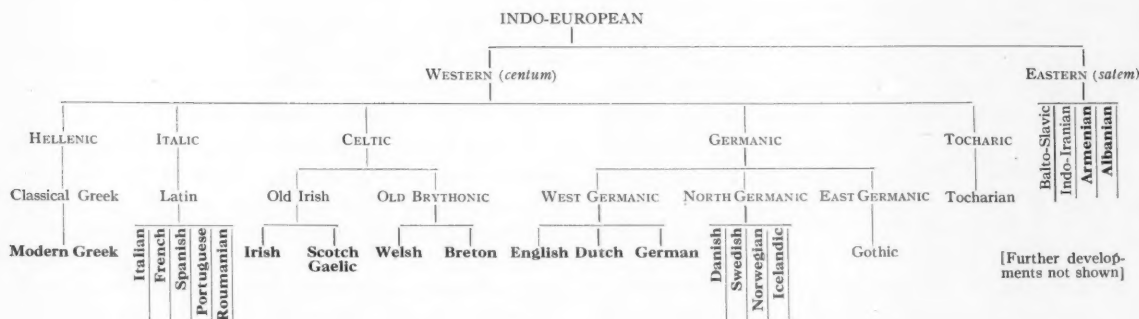 INDO-EUROPEAN
WESTERN (centum)
EASTERN (satem)
HELLENIC
ITALIC
CELTIC
GERMANIC
TOCHARIC
Balto-Slavic
Indo-Iranian
Armenian
Albanian
Classical Greek
Latin
Old Irish
OLD BRYTHONIC
WEST GERMANIC
NORTH GERMANIC
EAST GERMANIC
Tocharian
Modern Greek
Italian
French
Spanish
Portuguese
Roumanian
Irish
Scotch
Gaelic
Welsh
Breton
English
Dutch
German
Danish
Swedish
Norwegian
Icelandic
Gothic
[Further develop-
ments not shown]